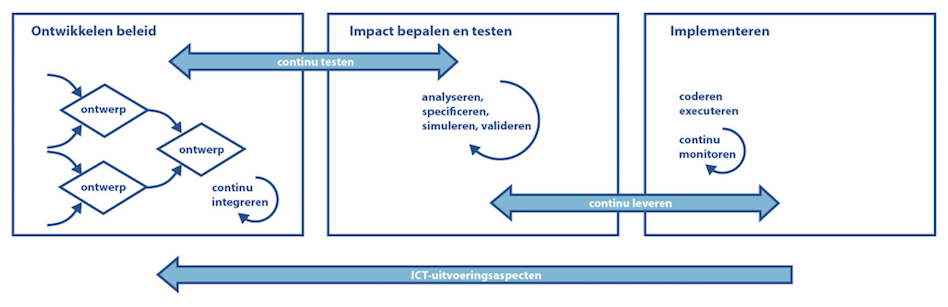 Ontwikkelen beleid
Impact bepalen en testen
Implementeren
continu testen
ontwerp
ontwerp
ontwerp
continu
integreren
analyseren,
specificeren,
simuleren, valideren
coderen
executeren
continu
monitoren
continu leveren
ICT-uitvoeringsaspecten